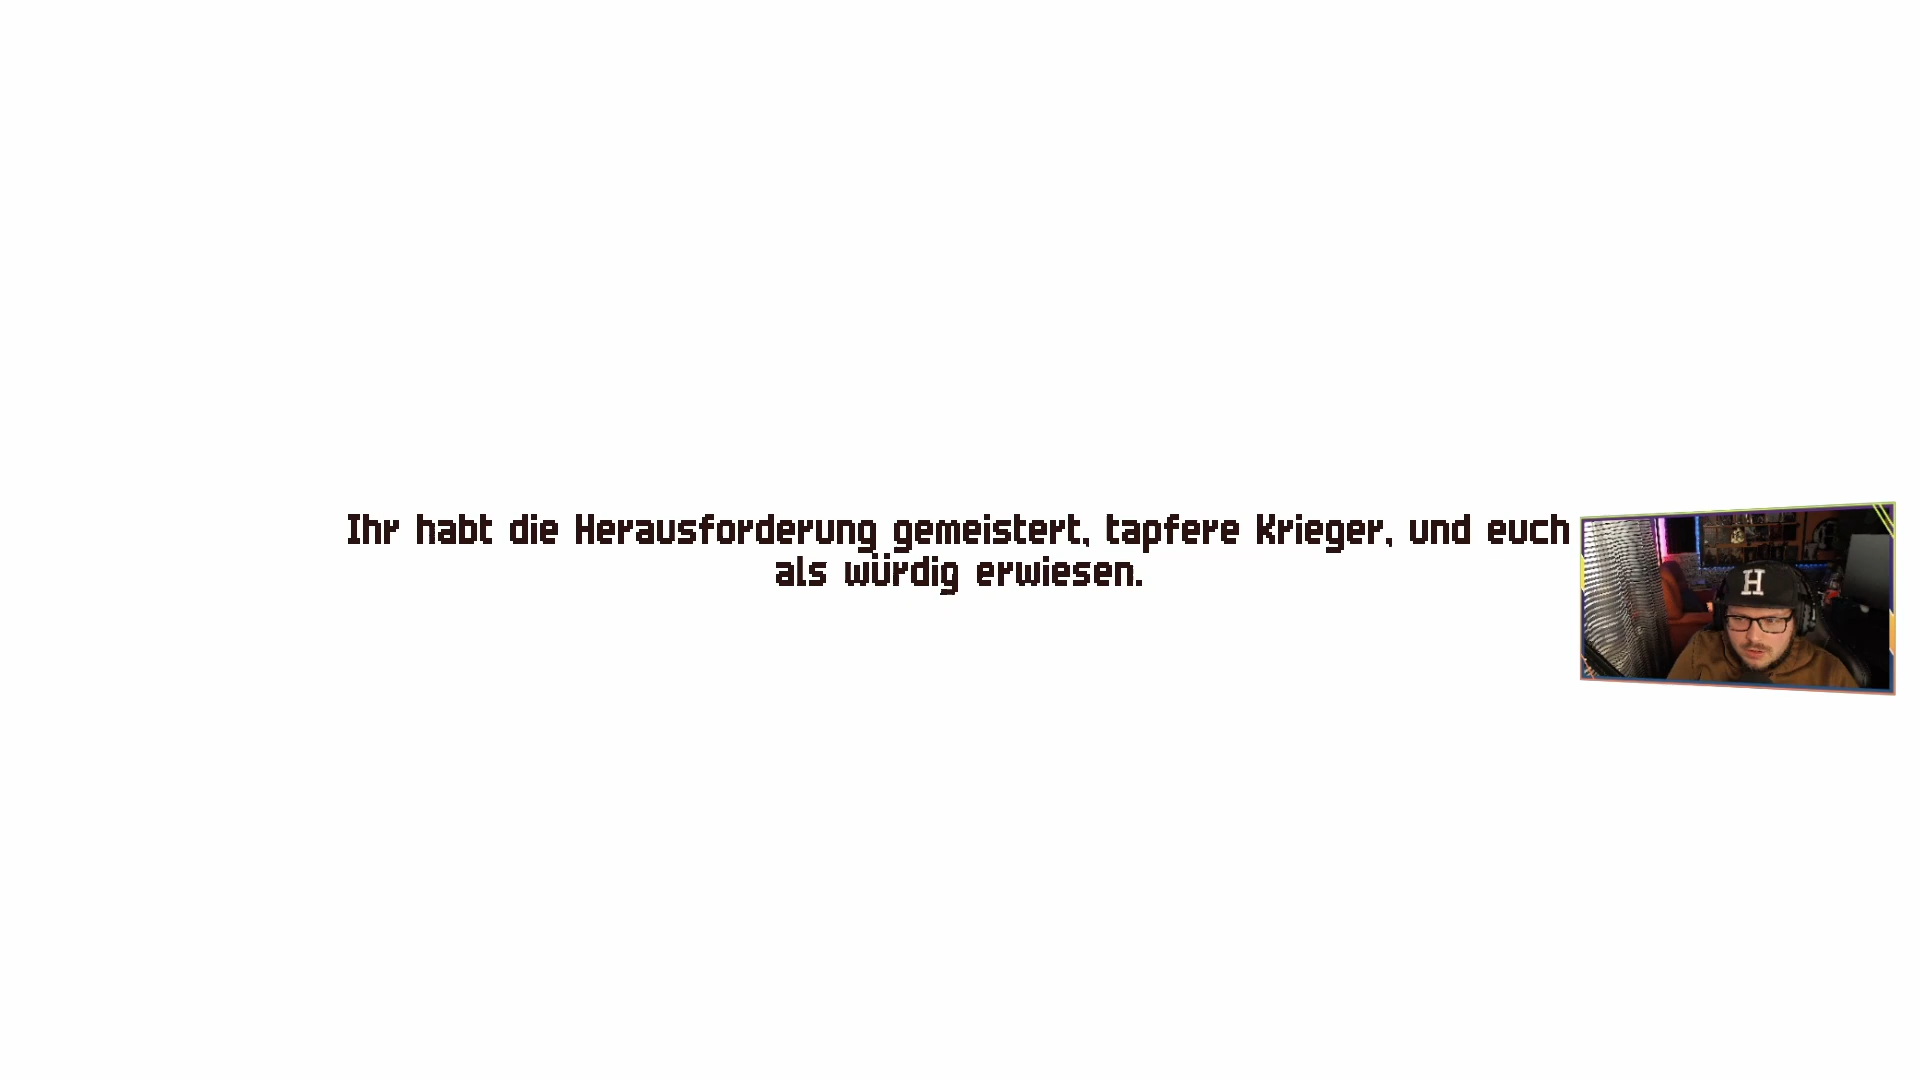 Ihr habt die Herausforderung gemeistert, tapfere Krieger, und euch
als würdig erwiesen.
H